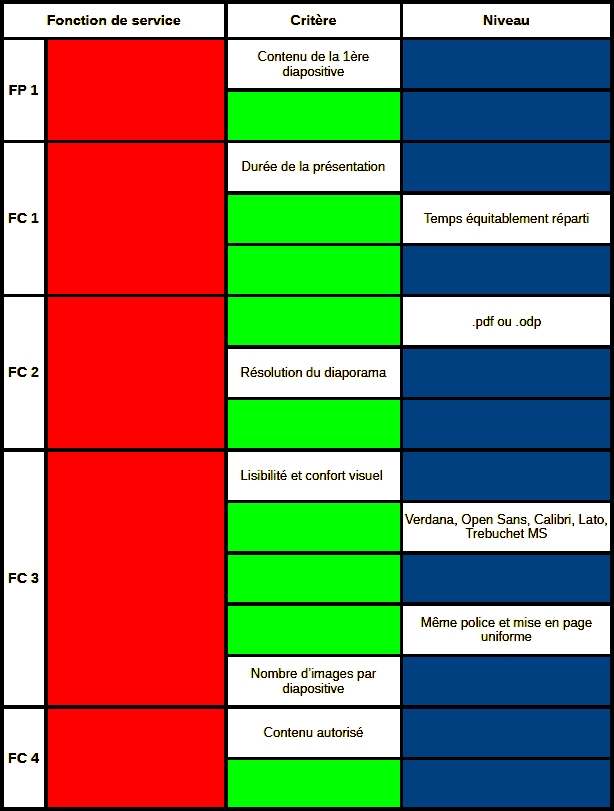 Fonction de service Critère Niveau
FP 1
Contenu de la 1ère
diapositive
FC 1
Durée de la présentation
Temps équitablement réparti
FC 2
.pdf ou .odp
Résolution du diaporama
FC 3
Lisibilité et confort visuel
Verdana, Open Sans, Calibri, Lato,
Trebuchet MS
Même police et mise en page
uniforme
Nombre d'images par
diapositive
FC 4
Contenu autorisé